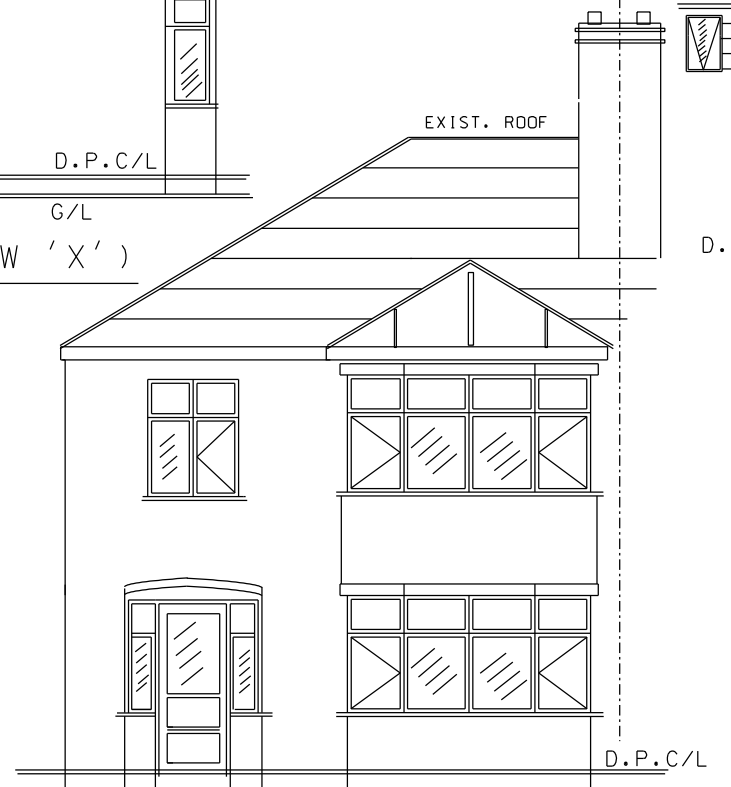 EXIST. ROOF
D.P.C/L
G/L
W 'X')
D.
D.P.C/L